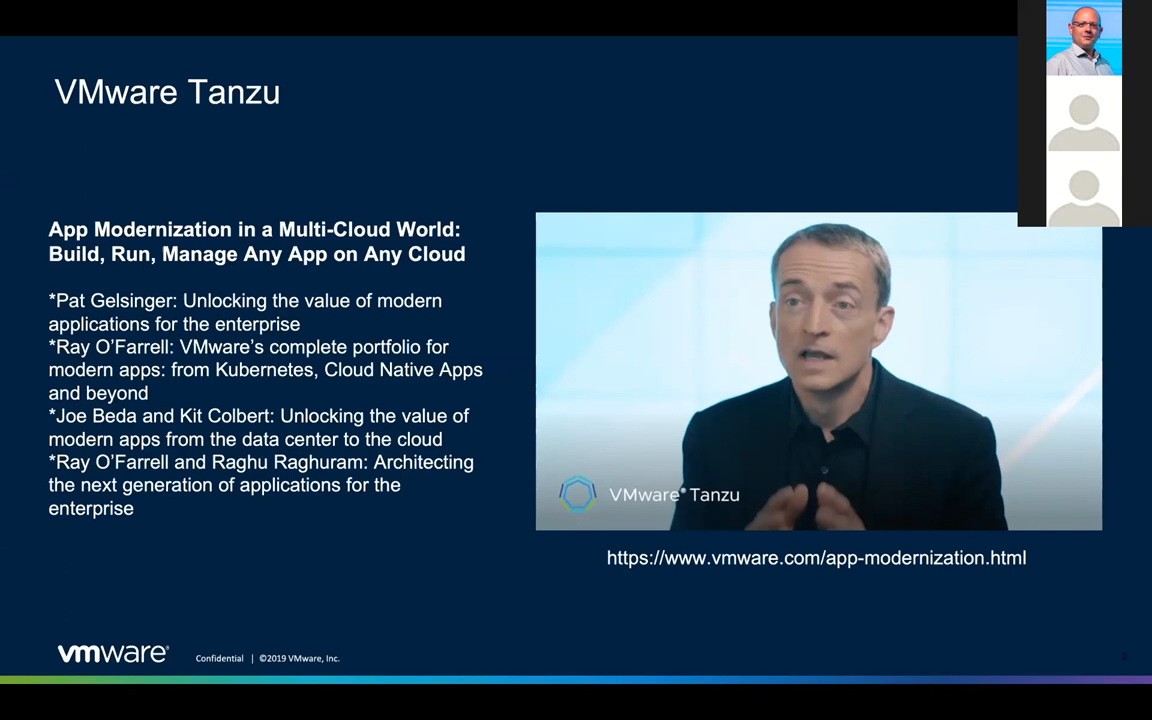 VMware Tanzu
App Modernization in a Multi-Cloud World:
Build, Run, Manage Any App on Any Cloud
*Pat Gelsinger: Unlocking the value of modern
applications for the enterprise
*Ray O’Farrell: VMware’s complete portfolio for
modern apps: from Kubernetes, Cloud Native Apps
and beyond
*Joe Beda and Kit Colbert: Unlocking the value of
modern apps from the data center to the cloud
*Ray O’Farrell and Raghu Raghuram: Architecting
the next generation of applications for the
enterprise
VMware® Tanzu
https://www.vmware.com/app-modernization.html
vmware®
Confidential | ©2019 VMware, Inc.
2